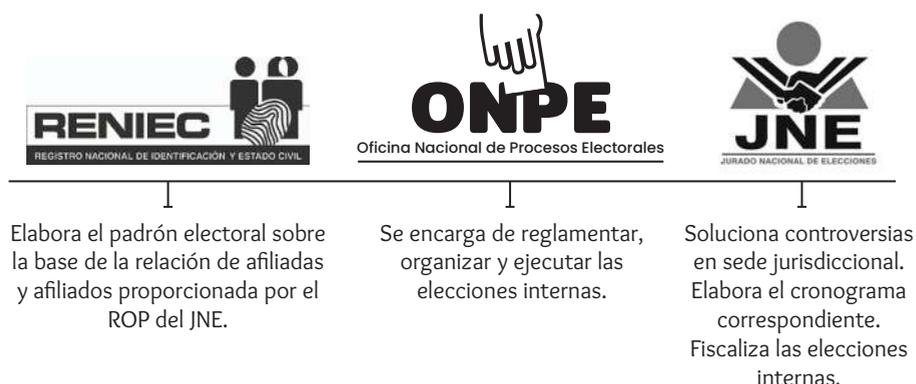 RENIEC
REGISTRO NACIONAL DE IDENTIFICACIÓN Y ESTADO CIVIL
ONPE
Oficina Nacional de Procesos Electorales
JNE
JURADO NACIONAL DE ELECCIONES
Elabora el padrón electoral sobre
la base de la relación de afiliadas
y afiliados proporcionada por el
ROP del JNE.
Se encarga de reglamentar,
organizar y ejecutar las
elecciones internas.
Soluciona controversias
en sede jurisdiccional.
Elabora el cronograma
correspondiente.
Fiscaliza las elecciones
internas.